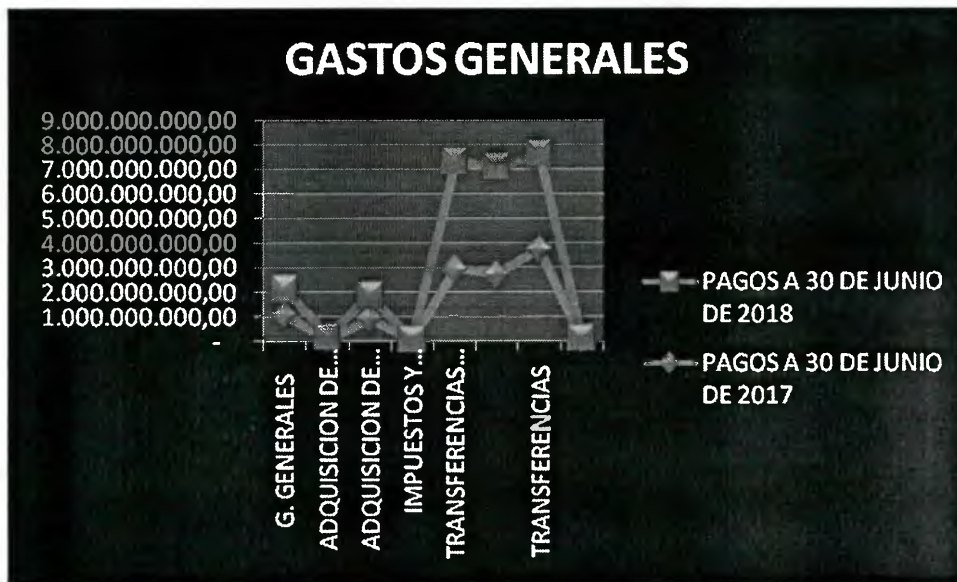 GASTOS GENERALES
9.000.000.000,00
8.000.000.000,00
7.000.000.000,00
6.000.000.000,00
5.000.000.000,00
4.000.000.000,00
3.000.000.000,00
2.000.000.000,00
1.000.000.000,00
-
G. GENERALES
ADQUISICION DE...
ADQUISICION DE...
IMPUESTOS Y...
TRANSFERENCIAS...
TRANSFERENCIAS
PAGOS A 30 DE JUNIO
DE 2018
PAGOS A 30 DE JUNIO
DE 2017